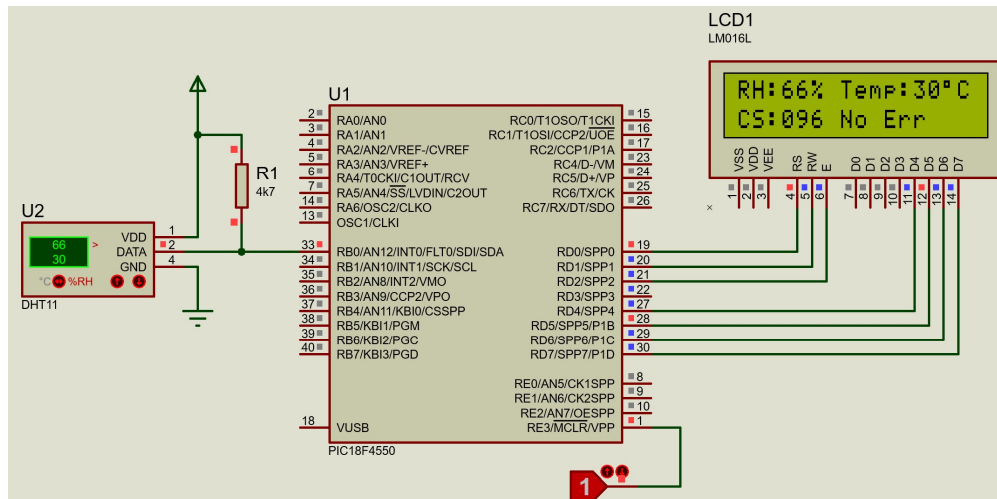 LCD1
LM016L
RH:66% Temp:30°C
CS:096 No Err
1 VSS
2 VDD
3 VEE
4 RS
5 RW
6 E
7 D0
8 D1
9 D2
10 D3
11 D4
12 D5
13 D6
14 D7
U1
2 RA0/AN0
3 RA1/AN1
4 RA2/AN2/VREF-/CVREF
5 RA3/AN3/VREF+
6 RA4/T0CKI/C1OUT/RCV
7 RA5/AN4/SS/LVDIN/C2OUT
14 RA6/OSC2/CLKO
13 OSC1/CLKI
33 RB0/AN12/INT0/FLT0/SDI/SDA
34 RB1/AN10/INT1/SCK/SCL
35 RB2/AN8/INT2/VMO
36 RB3/AN9/CCP2/VPO
37 RB4/AN11/KBI0/CSSPP
38 RB5/KBI1/PGM
39 RB6/KBI2/PGC
40 RB7/KBI3/PGD
18 VUSB
RC0/T1OSO/T1CKI 15
RC1/T1OSI/CCP2/UOE 16
RC2/CCP1/P1A 17
RC4/D-/VM 23
RC5/D+/VP 24
RC6/TX/CK 25
RC7/RX/DT/SDO 26
RD0/SPP0 19
RD1/SPP1 20
RD2/SPP2 21
RD3/SPP3 22
RD4/SPP4 27
RD5/SPP5/P1B 28
RD6/SPP6/P1C 29
RD7/SPP7/P1D 30
RE0/AN5/CK1SPP 8
RE1/AN6/CK2SPP 9
RE2/AN7/OESPP 10
RE3/MCLR/VPP 1
PIC18F4550
R1
4k7
U2
66
30
>
°C %RH
VDD 1
DATA 2
GND 4
DHT11
1